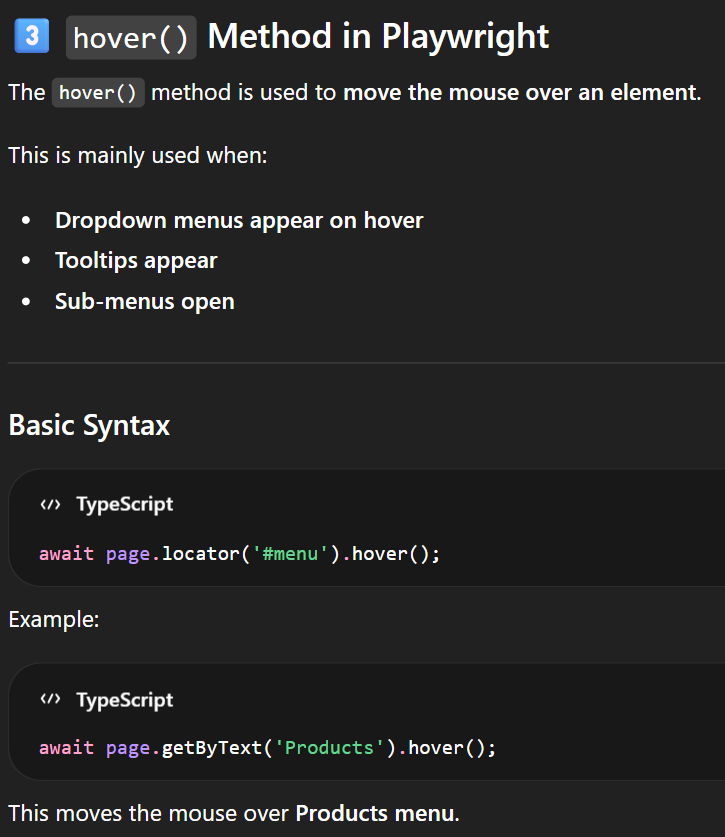 3 hover() Method in Playwright
The hover() method is used to move the mouse over an element.
This is mainly used when:
• Dropdown menus appear on hover
• Tooltips appear
• Sub-menus open
Basic Syntax
</> TypeScript
await page.locator('#menu').hover();
Example:
</> TypeScript
await page.getByText('Products').hover();
This moves the mouse over Products menu.